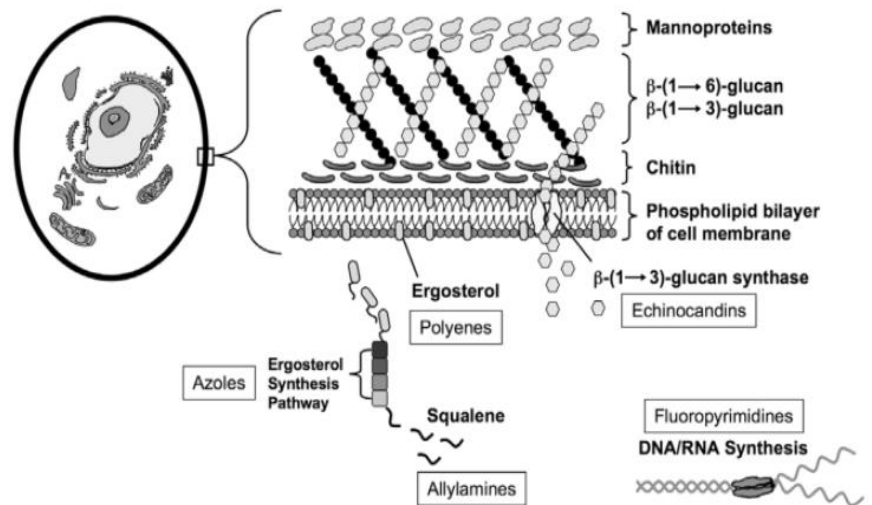 Mannoproteins
β-(1→6)-glucan
β-(1→3)-glucan
Chitin
Phospholipid bilayer
of cell membrane
β-(1→3)-glucan synthase
Echinocandins
Ergosterol
Polyenes
Azoles
Ergosterol
Synthesis
Pathway
Squalene
Allylamines
Fluoropyrimidines
DNA/RNA Synthesis